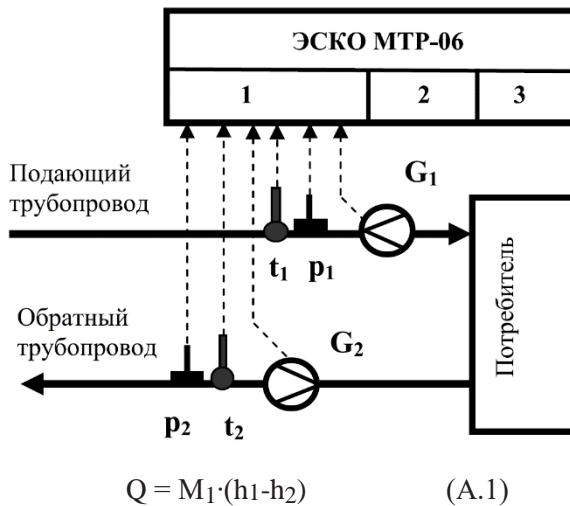 ЭСКО МТР-06
1 2 3
Подающий
трубопровод
G₁
t₁ p₁
Потребитель
Обратный
трубопровод
G₂
p₂ t₂
Q = M₁·(h₁-h₂) (A.1)